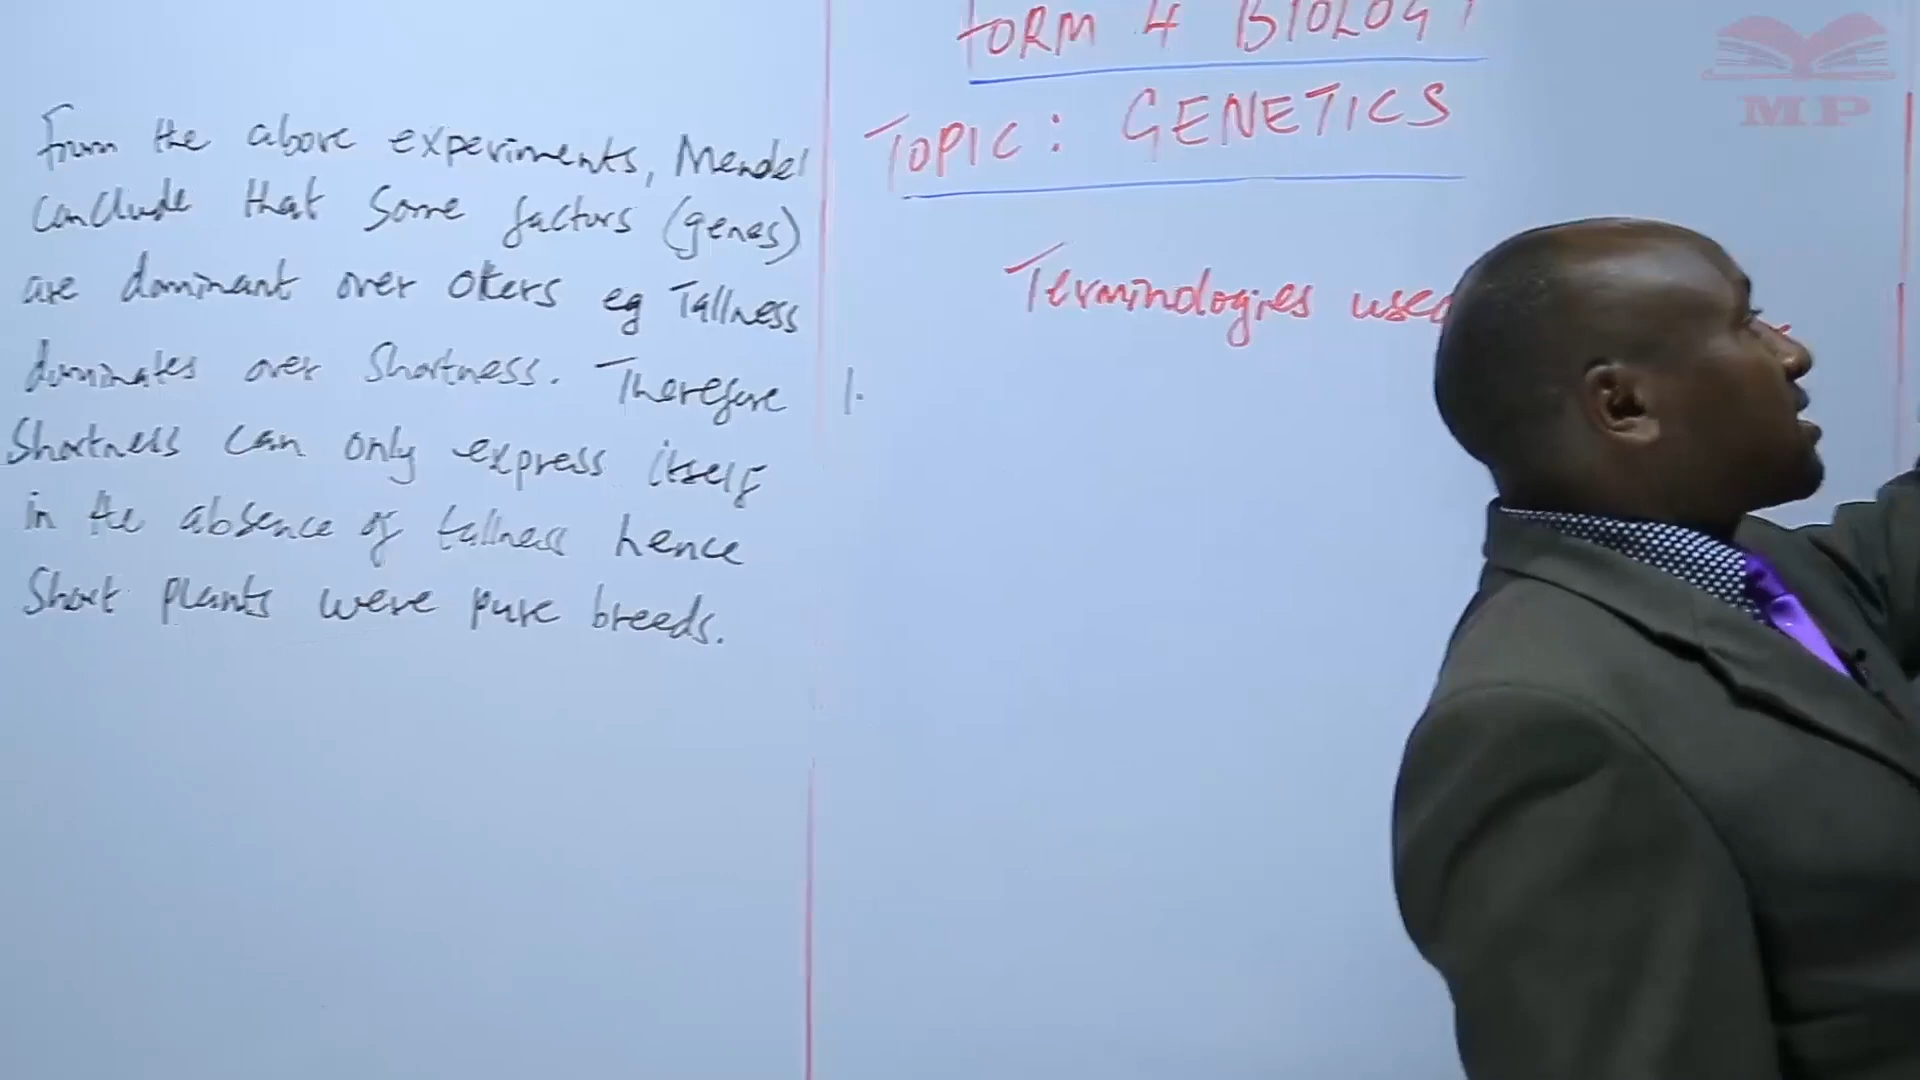 From the above experiments, Mendel
Conclude that Some factors (genes)
are dominant over others eg Tallness
dominates over Shortness. Therefore
Shortness can only express itself
in the absence of tallness hence
Short plants were pure breeds.
FORM 4 BIOLOGY
TOPIC: GENETICS
Terminologies used
1.
MP